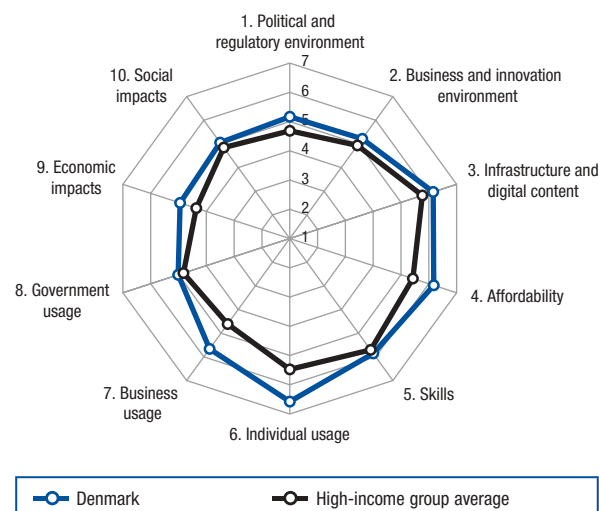 1. Political and
regulatory environment
7
6
5
4
3
2
1
2. Business and innovation
environment
3. Infrastructure and
digital content
4. Affordability
5. Skills
6. Individual usage
7. Business
usage
8. Government
usage
9. Economic
impacts
10. Social
impacts
Denmark
High-income group average